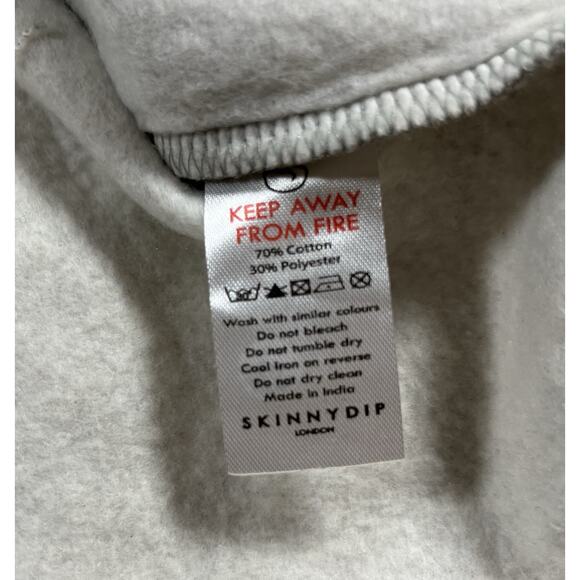 KEEP AWAY
FROM FIRE
70% Cotton
30% Polyester
Wash with similar colours
Do not bleach
Do not tumble dry
Cool iron on reverse
Do not dry clean
Made in India
SKINNYDIP
LONDON